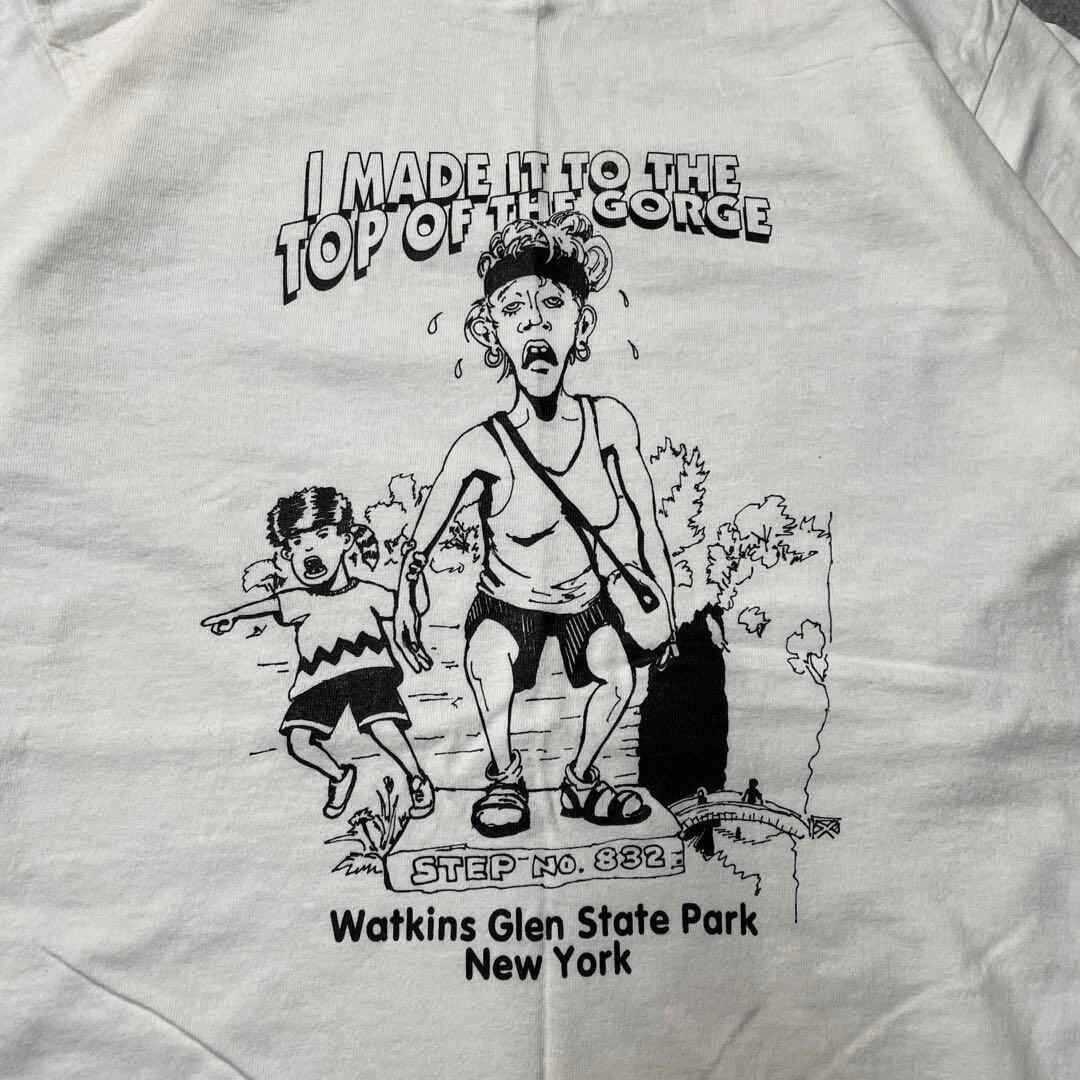 I MADE IT TO THE
TOP OF THE GORGE
STEP NO. 832
Watkins Glen State Park
New York